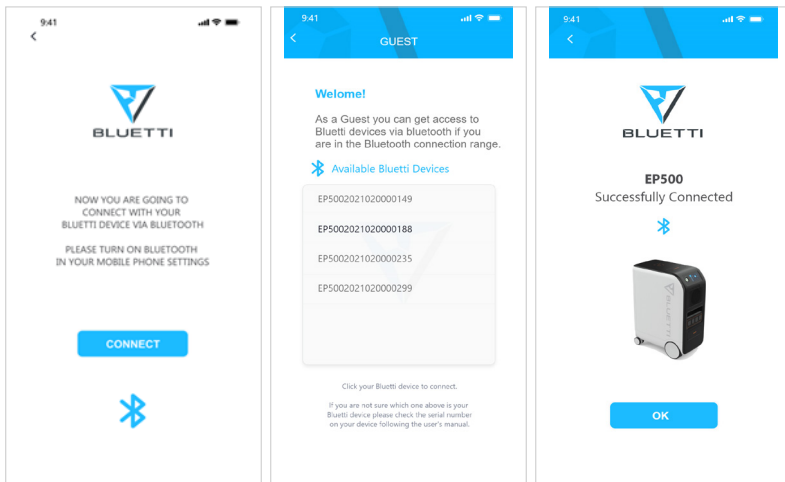 9:41
BLUETTI
NOW YOU ARE GOING TO
CONNECT WITH YOUR
BLUETTI DEVICE VIA BLUETOOTH
PLEASE TURN ON BLUETOOTH
IN YOUR MOBILE PHONE SETTINGS
CONNECT
9:41
GUEST
Welome!
As a Guest you can get access to
Bluetti devices via bluetooth if you
are in the Bluetooth connection range.
Available Bluetti Devices
EP5002021020000149
EP5002021020000188
EP5002021020000235
EP5002021020000299
Click your Bluetti device to connect.
If you are not sure which one above is your
Bluetti device please check the serial number
on your device following the user's manual.
9:41
BLUETTI
EP500
Successfully Connected
BLUETTI
OK